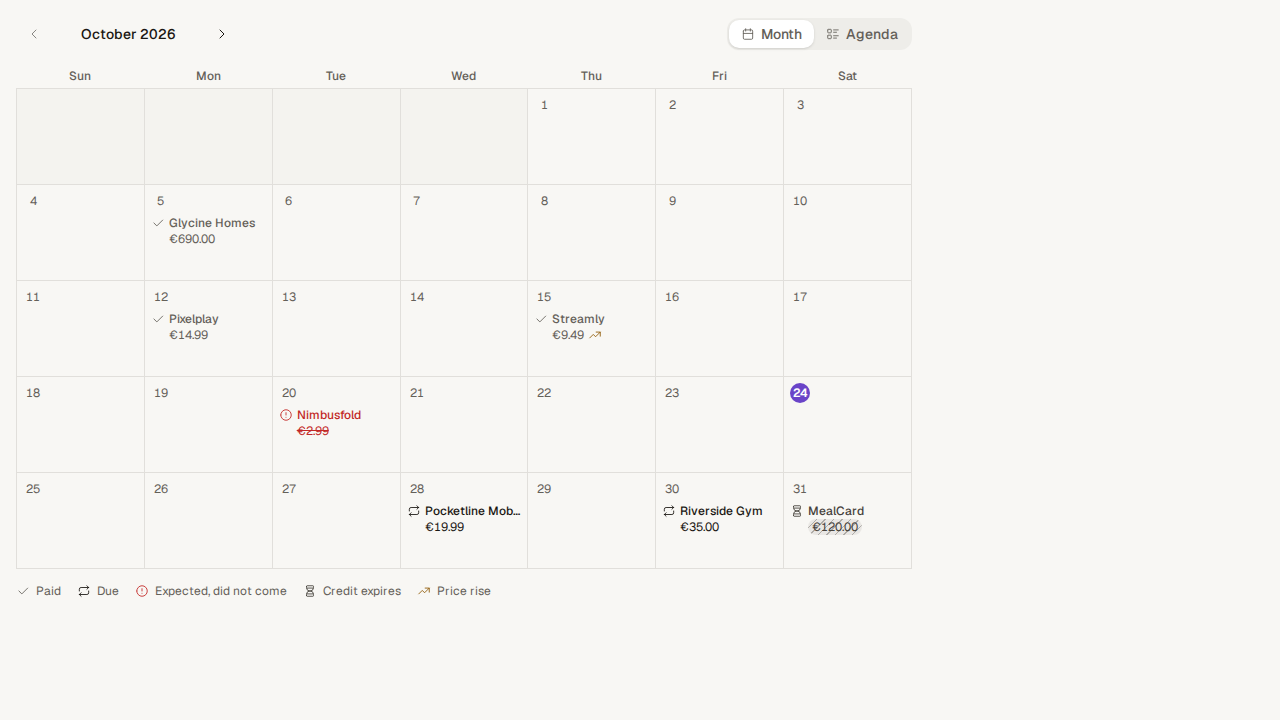 October 2026
Month
Agenda
Sun Mon Tue Wed Thu Fri Sat
1 2 3
4 5 6 7 8 9 10
Glycine Homes
€690.00
11 12 13 14 15 16 17
Pixelplay Streamly
€14.99 €9.49
18 19 20 21 22 23 24
Nimbusfold
€2.99
25 26 27 28 29 30 31
Pocketline Mob... Riverside Gym MealCard
€19.99 €35.00 €120.00
Paid Due Expected, did not come Credit expires Price rise